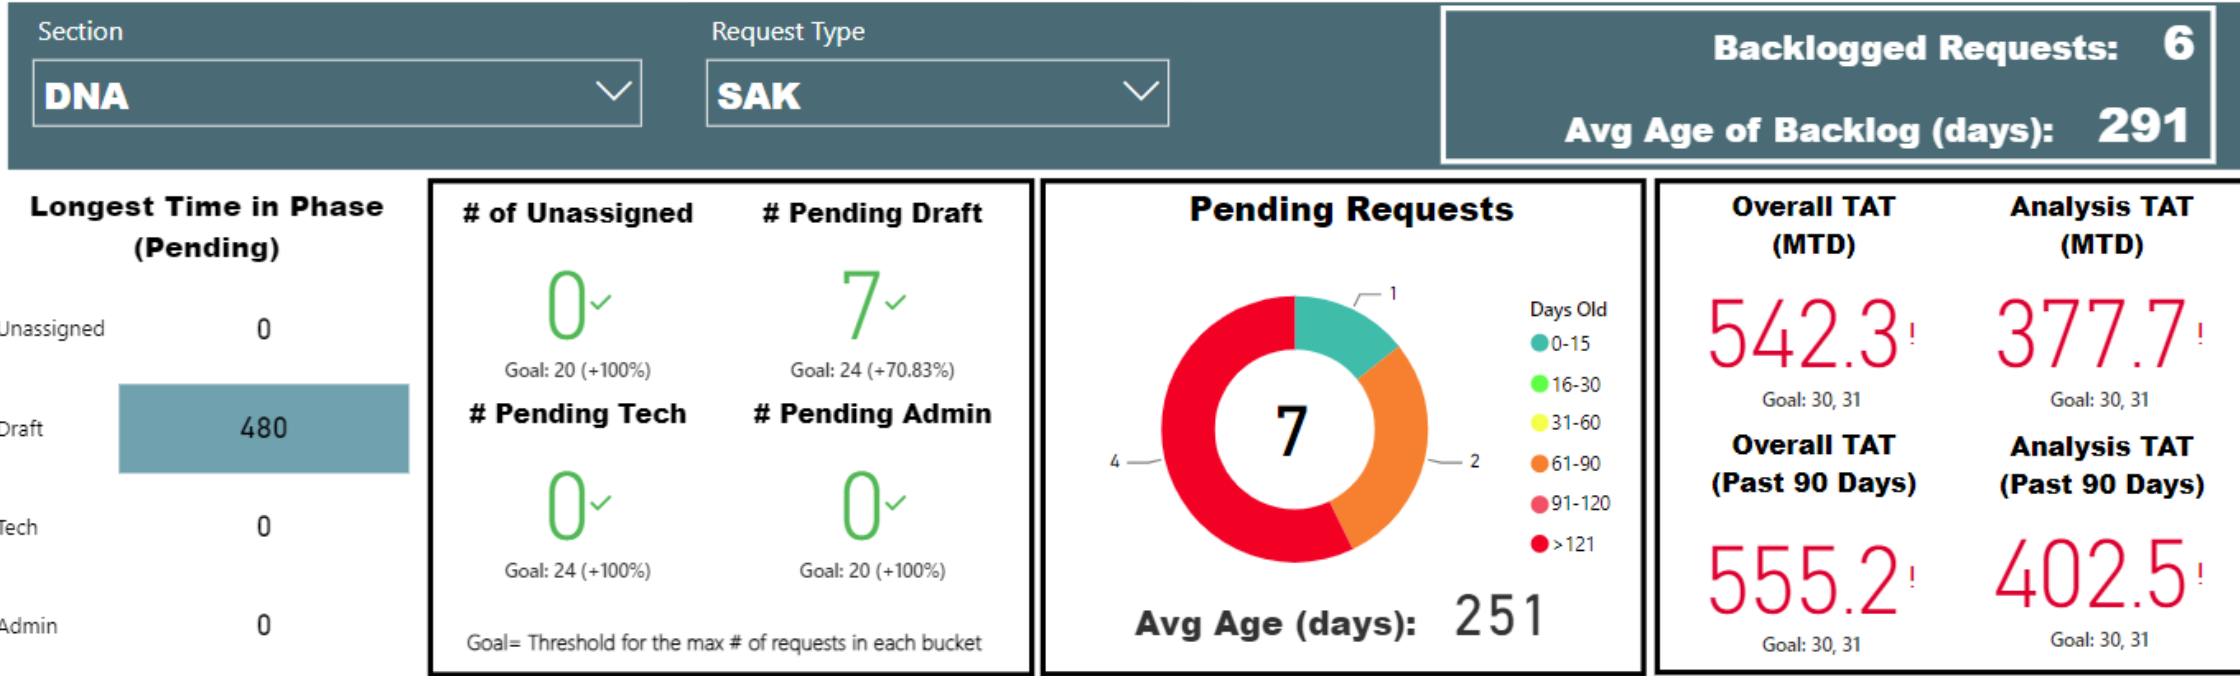 Section
DNA
Request Type
SAK
Backlogged Requests: 6
Avg Age of Backlog (days): 291
Longest Time in Phase
(Pending)
Unassigned 0
Draft 480
Tech 0
Admin 0
# of Unassigned
0
Goal: 20 (+100%)
# Pending Draft
7
Goal: 24 (+70.83%)
# Pending Tech
0
Goal: 24 (+100%)
# Pending Admin
0
Goal: 20 (+100%)
Goal= Threshold for the max # of requests in each bucket
Pending Requests
1
2
4
7
Days Old
0-15
16-30
31-60
61-90
91-120
>121
Avg Age (days): 251
Overall TAT
(MTD)
542.3!
Goal: 30, 31
Analysis TAT
(MTD)
377.7!
Goal: 30, 31
Overall TAT
(Past 90 Days)
555.2!
Goal: 30, 31
Analysis TAT
(Past 90 Days)
402.5!
Goal: 30, 31